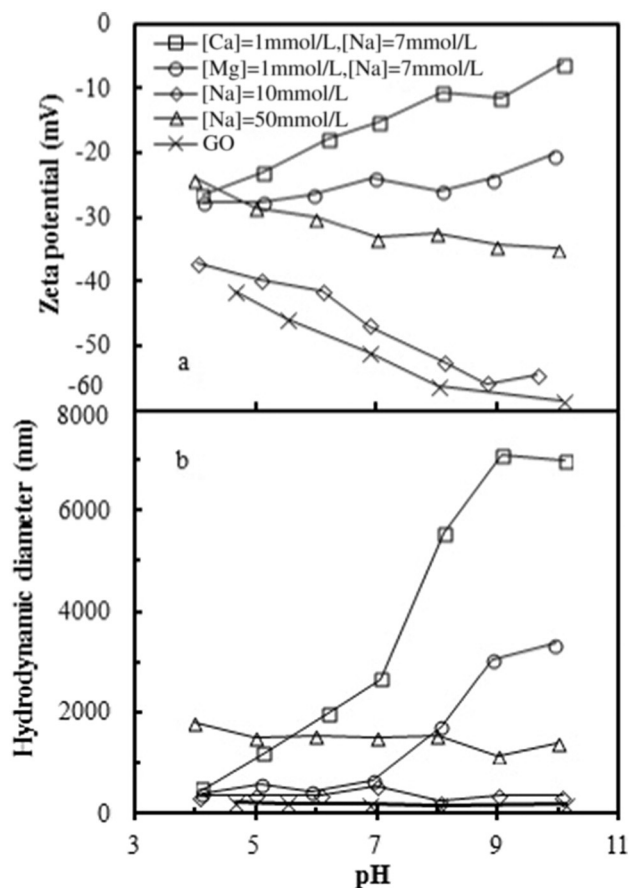 0
[Ca]=1mmol/L,[Na]=7mmol/L
[Mg]=1mmol/L,[Na]=7mmol/L
[Na]=10mmol/L
[Na]=50mmol/L
GO
-10
-20
-30
-40
-50
-60
Zeta potential (mV)
a
8000
6000
4000
2000
0
Hydrodynamic diameter (nm)
b
3 5 7 9 11
pH